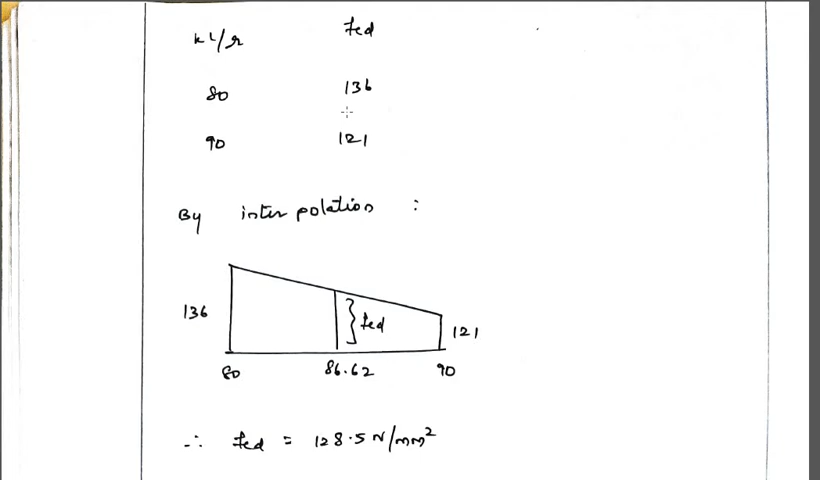 KL/r fcd
80 136
90 121
By interpolation :
136
} fcd
121
80 86.62 90
∴ fcd = 128.5 N/mm²